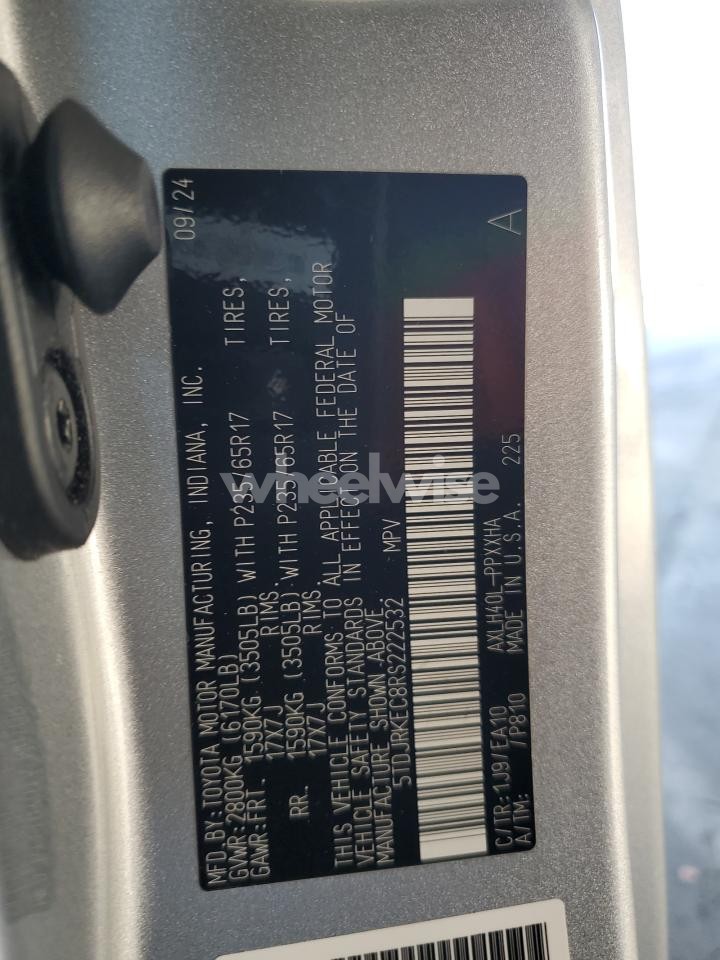 MFD.BY:TOYOTA MOTOR MANUFACTURING, INDIANA, INC. 09/24
GVWR:2800KG (6170LB)
GAWR:FRT. 1590KG (3505LB) WITH P235/65R17 TIRES,
17X7J RIMS.
RR. 1590KG (3505LB) WITH P235/65R17 TIRES,
17X7J RIMS.
THIS VEHICLE CONFORMS TO ALL APPLICABLE FEDERAL MOTOR
VEHICLE SAFETY STANDARDS IN EFFECT ON THE DATE OF
MANUFACTURE SHOWN ABOVE.
5TDJRKEC8RS222532 MPV
C/TR:1J9/EA10 AXLH40L-PPXXHA
A/TM: /P810 MADE IN U.S.A. 225 A
wheelwise